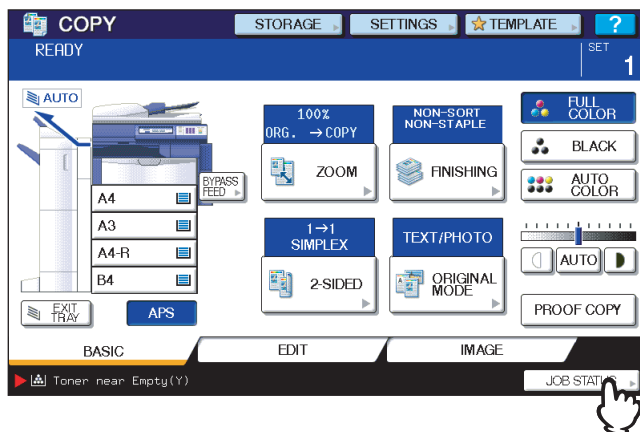 COPY
STORAGE
SETTINGS
TEMPLATE
?
READY
SET
1
AUTO
100%
ORG. → COPY
ZOOM
NON-SORT
NON-STAPLE
FINISHING
FULL
COLOR
BLACK
AUTO
COLOR
BYPASS
FEED
A4
A3
A4-R
B4
1→1
SIMPLEX
2-SIDED
TEXT/PHOTO
ORIGINAL
MODE
AUTO
EXIT
TRAY
APS
PROOF COPY
BASIC
EDIT
IMAGE
Toner near Empty(Y)
JOB STATUS